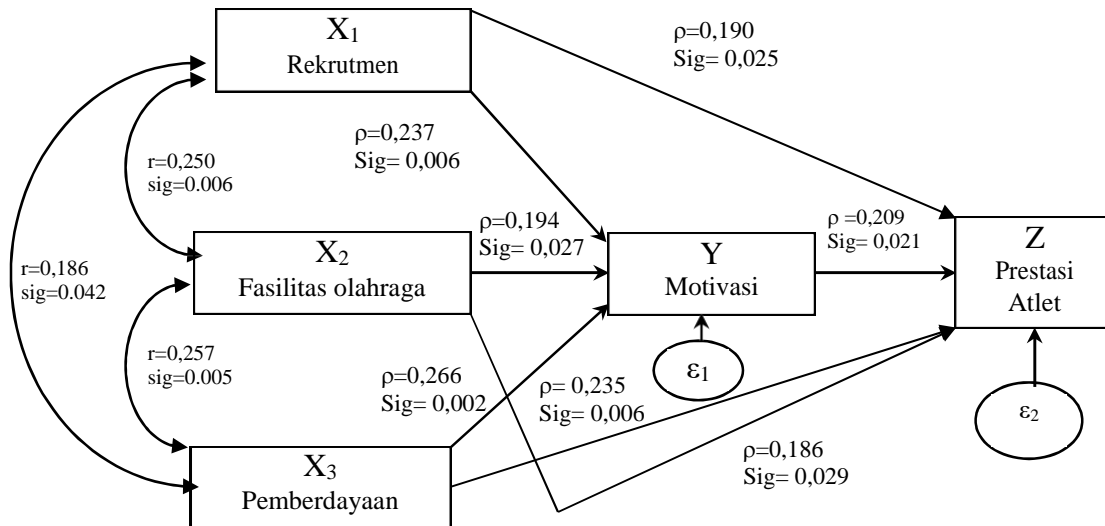 X₁
Rekrutmen
ρ=0,190
Sig= 0,025
ρ=0,237
Sig= 0,006
r=0,250
sig=0.006
X₂
Fasilitas olahraga
ρ=0,194
Sig= 0,027
Y
Motivasi
ρ =0,209
Sig= 0,021
Z
Prestasi
Atlet
r=0,186
sig=0.042
r=0,257
sig=0.005
ρ=0,266
Sig= 0,002
ρ= 0,235
Sig= 0,006
ε₁
ε₂
X₃
Pemberdayaan
ρ=0,186
Sig= 0,029